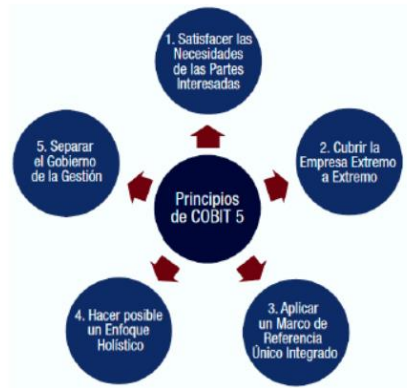 1. Satisfacer las
Necesidades
de las Partes
Interesadas
5. Separar
el Gobierno
de la Gestión
2. Cubrir la
Empresa Extremo
a Extremo
Principios
de COBIT 5
4. Hacer posible
un Enfoque
Holístico
3. Aplicar
un Marco de
Referencia
Único Integrado